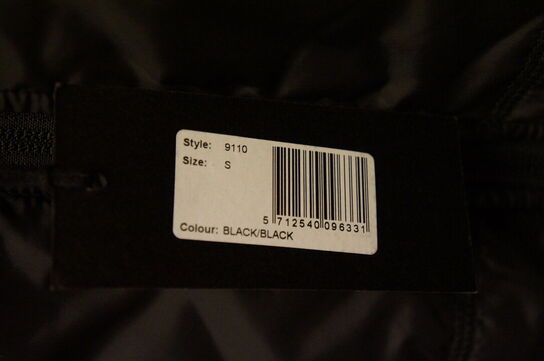 Style: 9110
Size: S
5 712540 096331
Colour: BLACK/BLACK